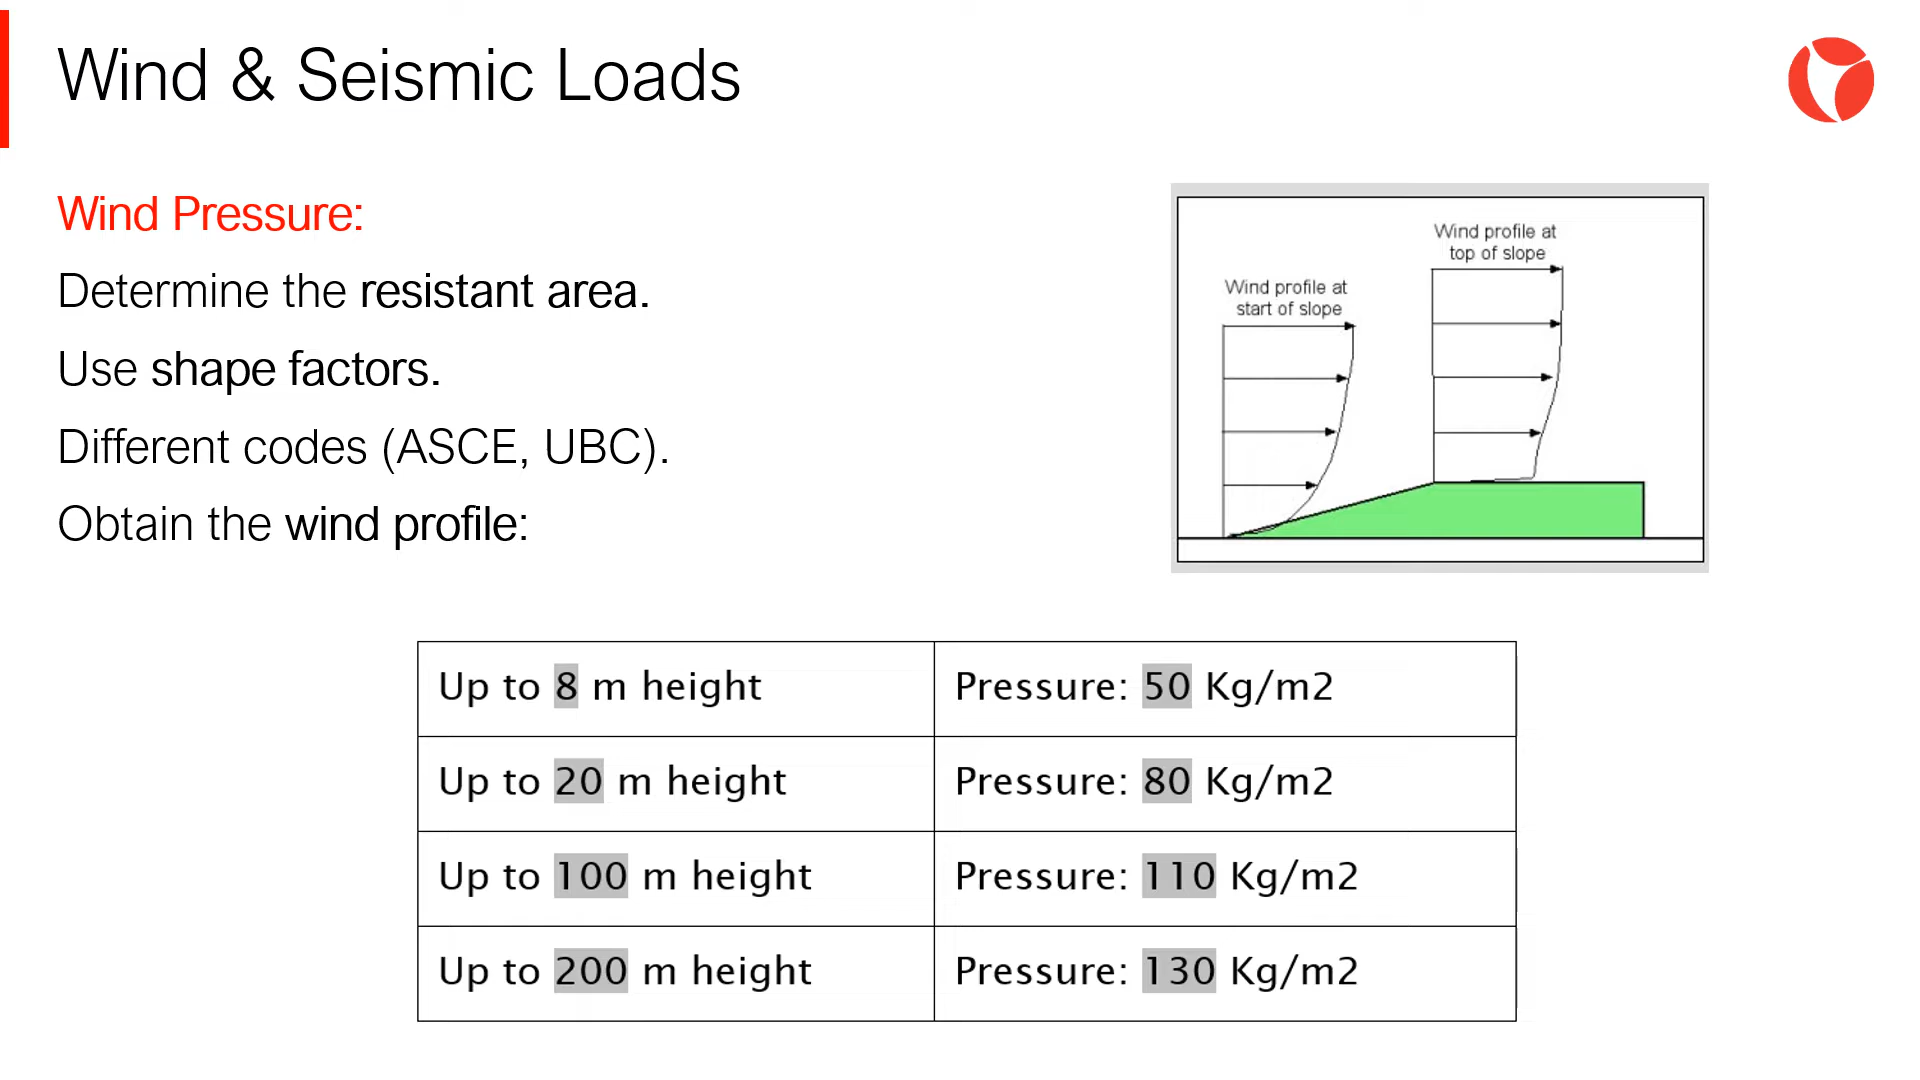 Wind & Seismic Loads
Wind Pressure:
Determine the resistant area.
Use shape factors.
Different codes (ASCE, UBC).
Obtain the wind profile:
Wind profile at
top of slope
Wind profile at
start of slope
Up to 8 m height Pressure: 50 Kg/m2
Up to 20 m height Pressure: 80 Kg/m2
Up to 100 m height Pressure: 110 Kg/m2
Up to 200 m height Pressure: 130 Kg/m2